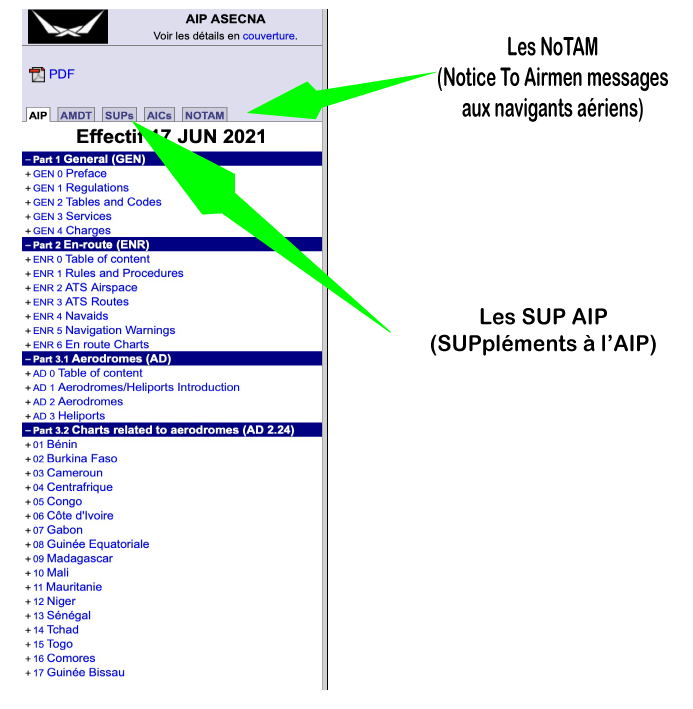 AIP ASECNA
Voir les détails en couverture.
PDF
AIP AMDT SUPs AICs NOTAM
Effectif 17 JUN 2021
– Part 1 General (GEN)
+ GEN 0 Preface
+ GEN 1 Regulations
+ GEN 2 Tables and Codes
+ GEN 3 Services
+ GEN 4 Charges
– Part 2 En-route (ENR)
+ ENR 0 Table of content
+ ENR 1 Rules and Procedures
+ ENR 2 ATS Airspace
+ ENR 3 ATS Routes
+ ENR 4 Navaids
+ ENR 5 Navigation Warnings
+ ENR 6 En route Charts
– Part 3.1 Aerodromes (AD)
+ AD 0 Table of content
+ AD 1 Aerodromes/Heliports Introduction
+ AD 2 Aerodromes
+ AD 3 Heliports
– Part 3.2 Charts related to aerodromes (AD 2.24)
+ 01 Bénin
+ 02 Burkina Faso
+ 03 Cameroun
+ 04 Centrafrique
+ 05 Congo
+ 06 Côte d'Ivoire
+ 07 Gabon
+ 08 Guinée Equatoriale
+ 09 Madagascar
+ 10 Mali
+ 11 Mauritanie
+ 12 Niger
+ 13 Sénégal
+ 14 Tchad
+ 15 Togo
+ 16 Comores
+ 17 Guinée Bissau
Les NoTAM
(Notice To Airmen messages
aux navigants aériens)
Les SUP AIP
(SUPpléments à l’AIP)